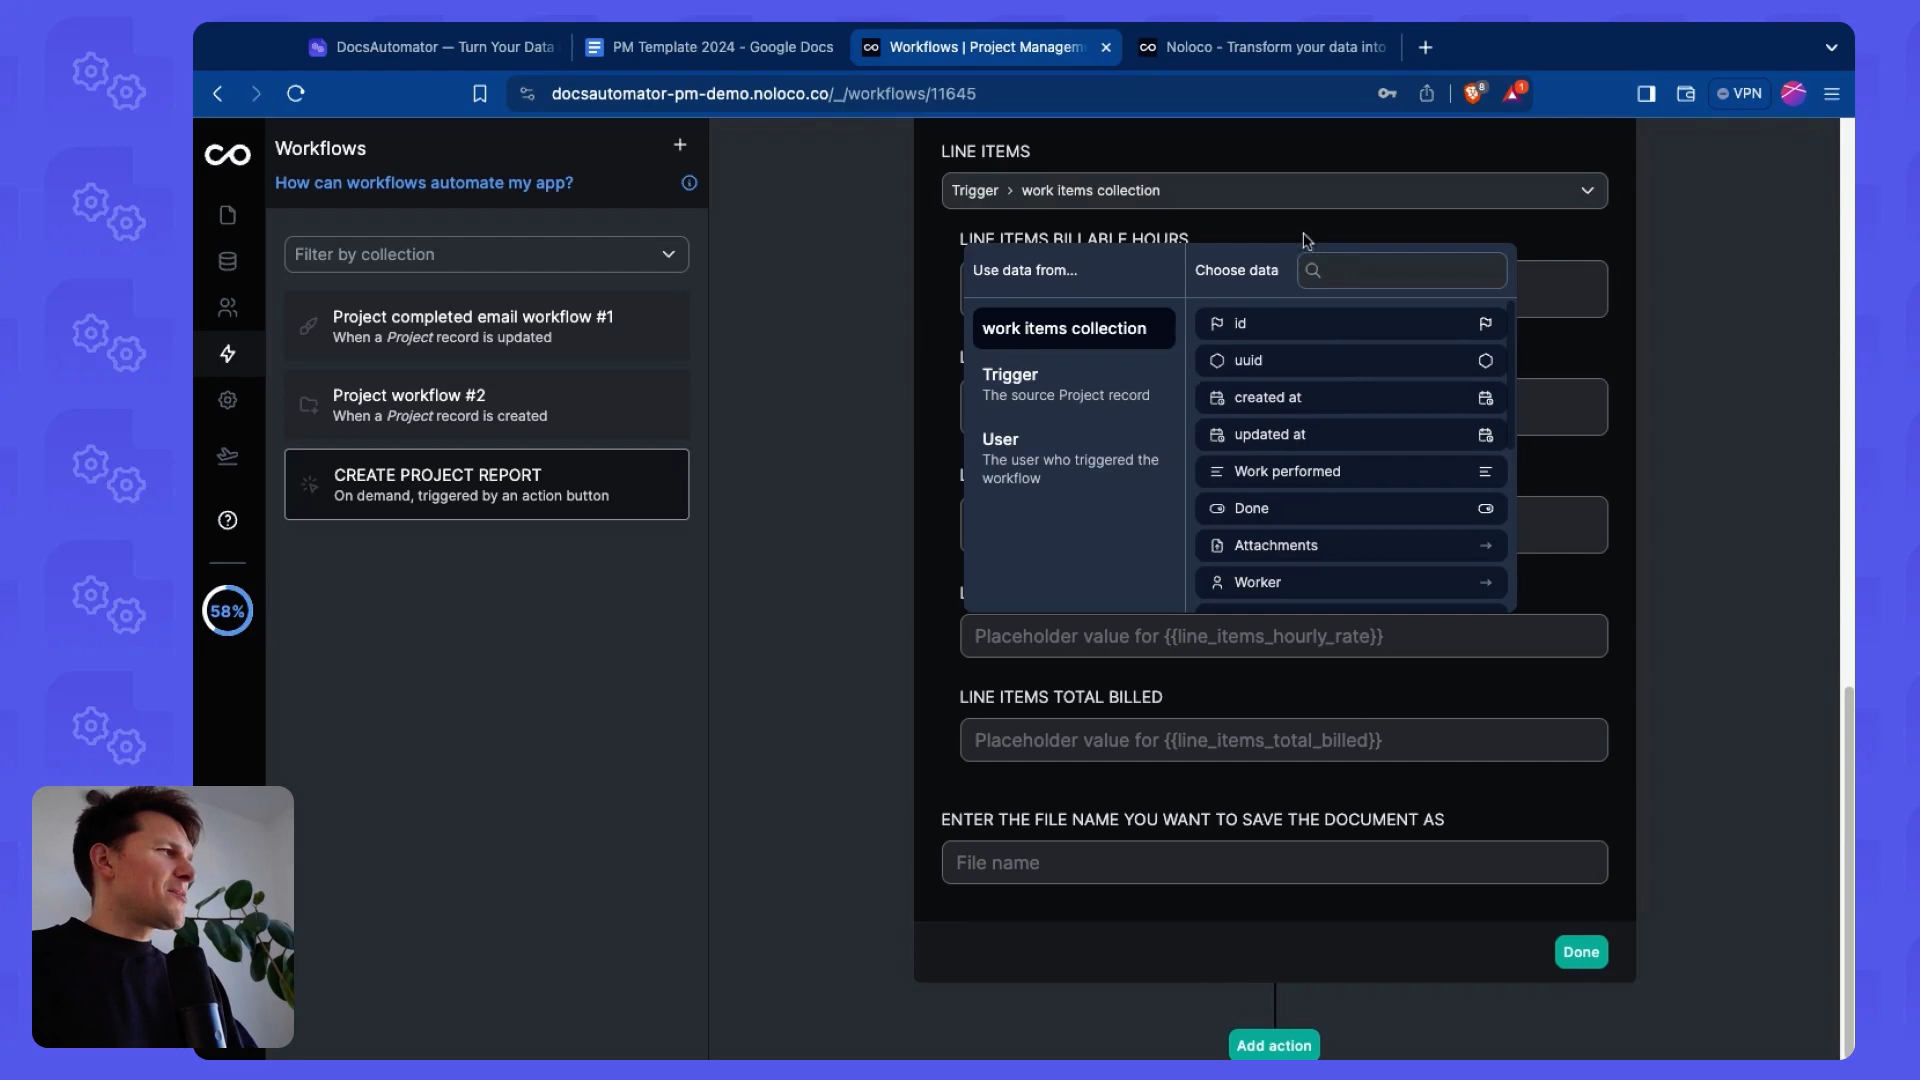 DocsAutomator — Turn Your Data
PM Template 2024 - Google Docs
Workflows | Project Managem
Noloco - Transform your data into
docsautomator-pm-demo.noloco.co/_/workflows/11645
8
1
VPN
Workflows
How can workflows automate my app?
Filter by collection
Project completed email workflow #1
When a Project record is updated
Project workflow #2
When a Project record is created
CREATE PROJECT REPORT
On demand, triggered by an action button
58%
LINE ITEMS
Trigger › work items collection
LINE ITEMS BILLABLE HOURS
Use data from...
work items collection
Trigger
The source Project record
User
The user who triggered the
workflow
Choose data
id
uuid
created at
updated at
Work performed
Done
Attachments
Worker
Placeholder value for {{line_items_hourly_rate}}
LINE ITEMS TOTAL BILLED
Placeholder value for {{line_items_total_billed}}
ENTER THE FILE NAME YOU WANT TO SAVE THE DOCUMENT AS
File name
Done
Add action